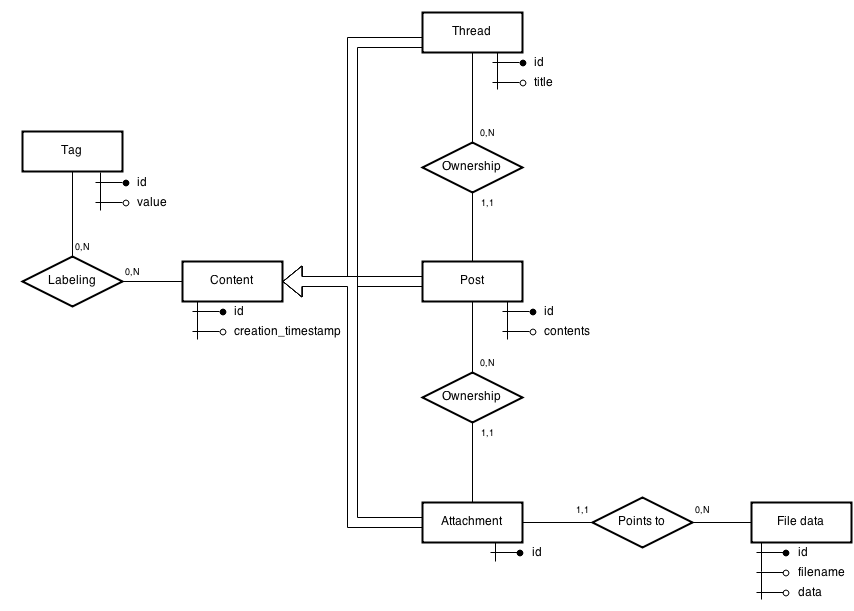 Thread
id
title
0,N
Ownership
1,1
Tag
id
value
0,N
Labeling
0,N
Content
id
creation_timestamp
Post
id
contents
0,N
Ownership
1,1
Attachment
id
1,1
Points to
0,N
File data
id
filename
data